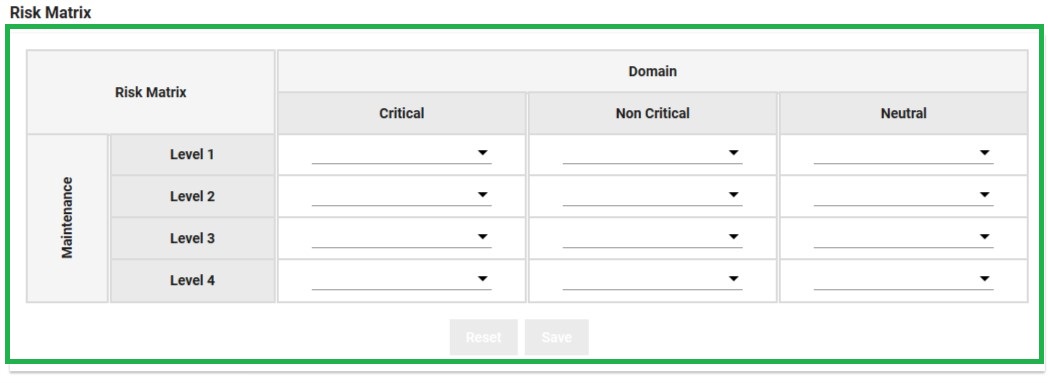 Risk Matrix
Risk Matrix
Domain
Critical
Non Critical
Neutral
Maintenance
Level 1
Level 2
Level 3
Level 4
Reset
Save